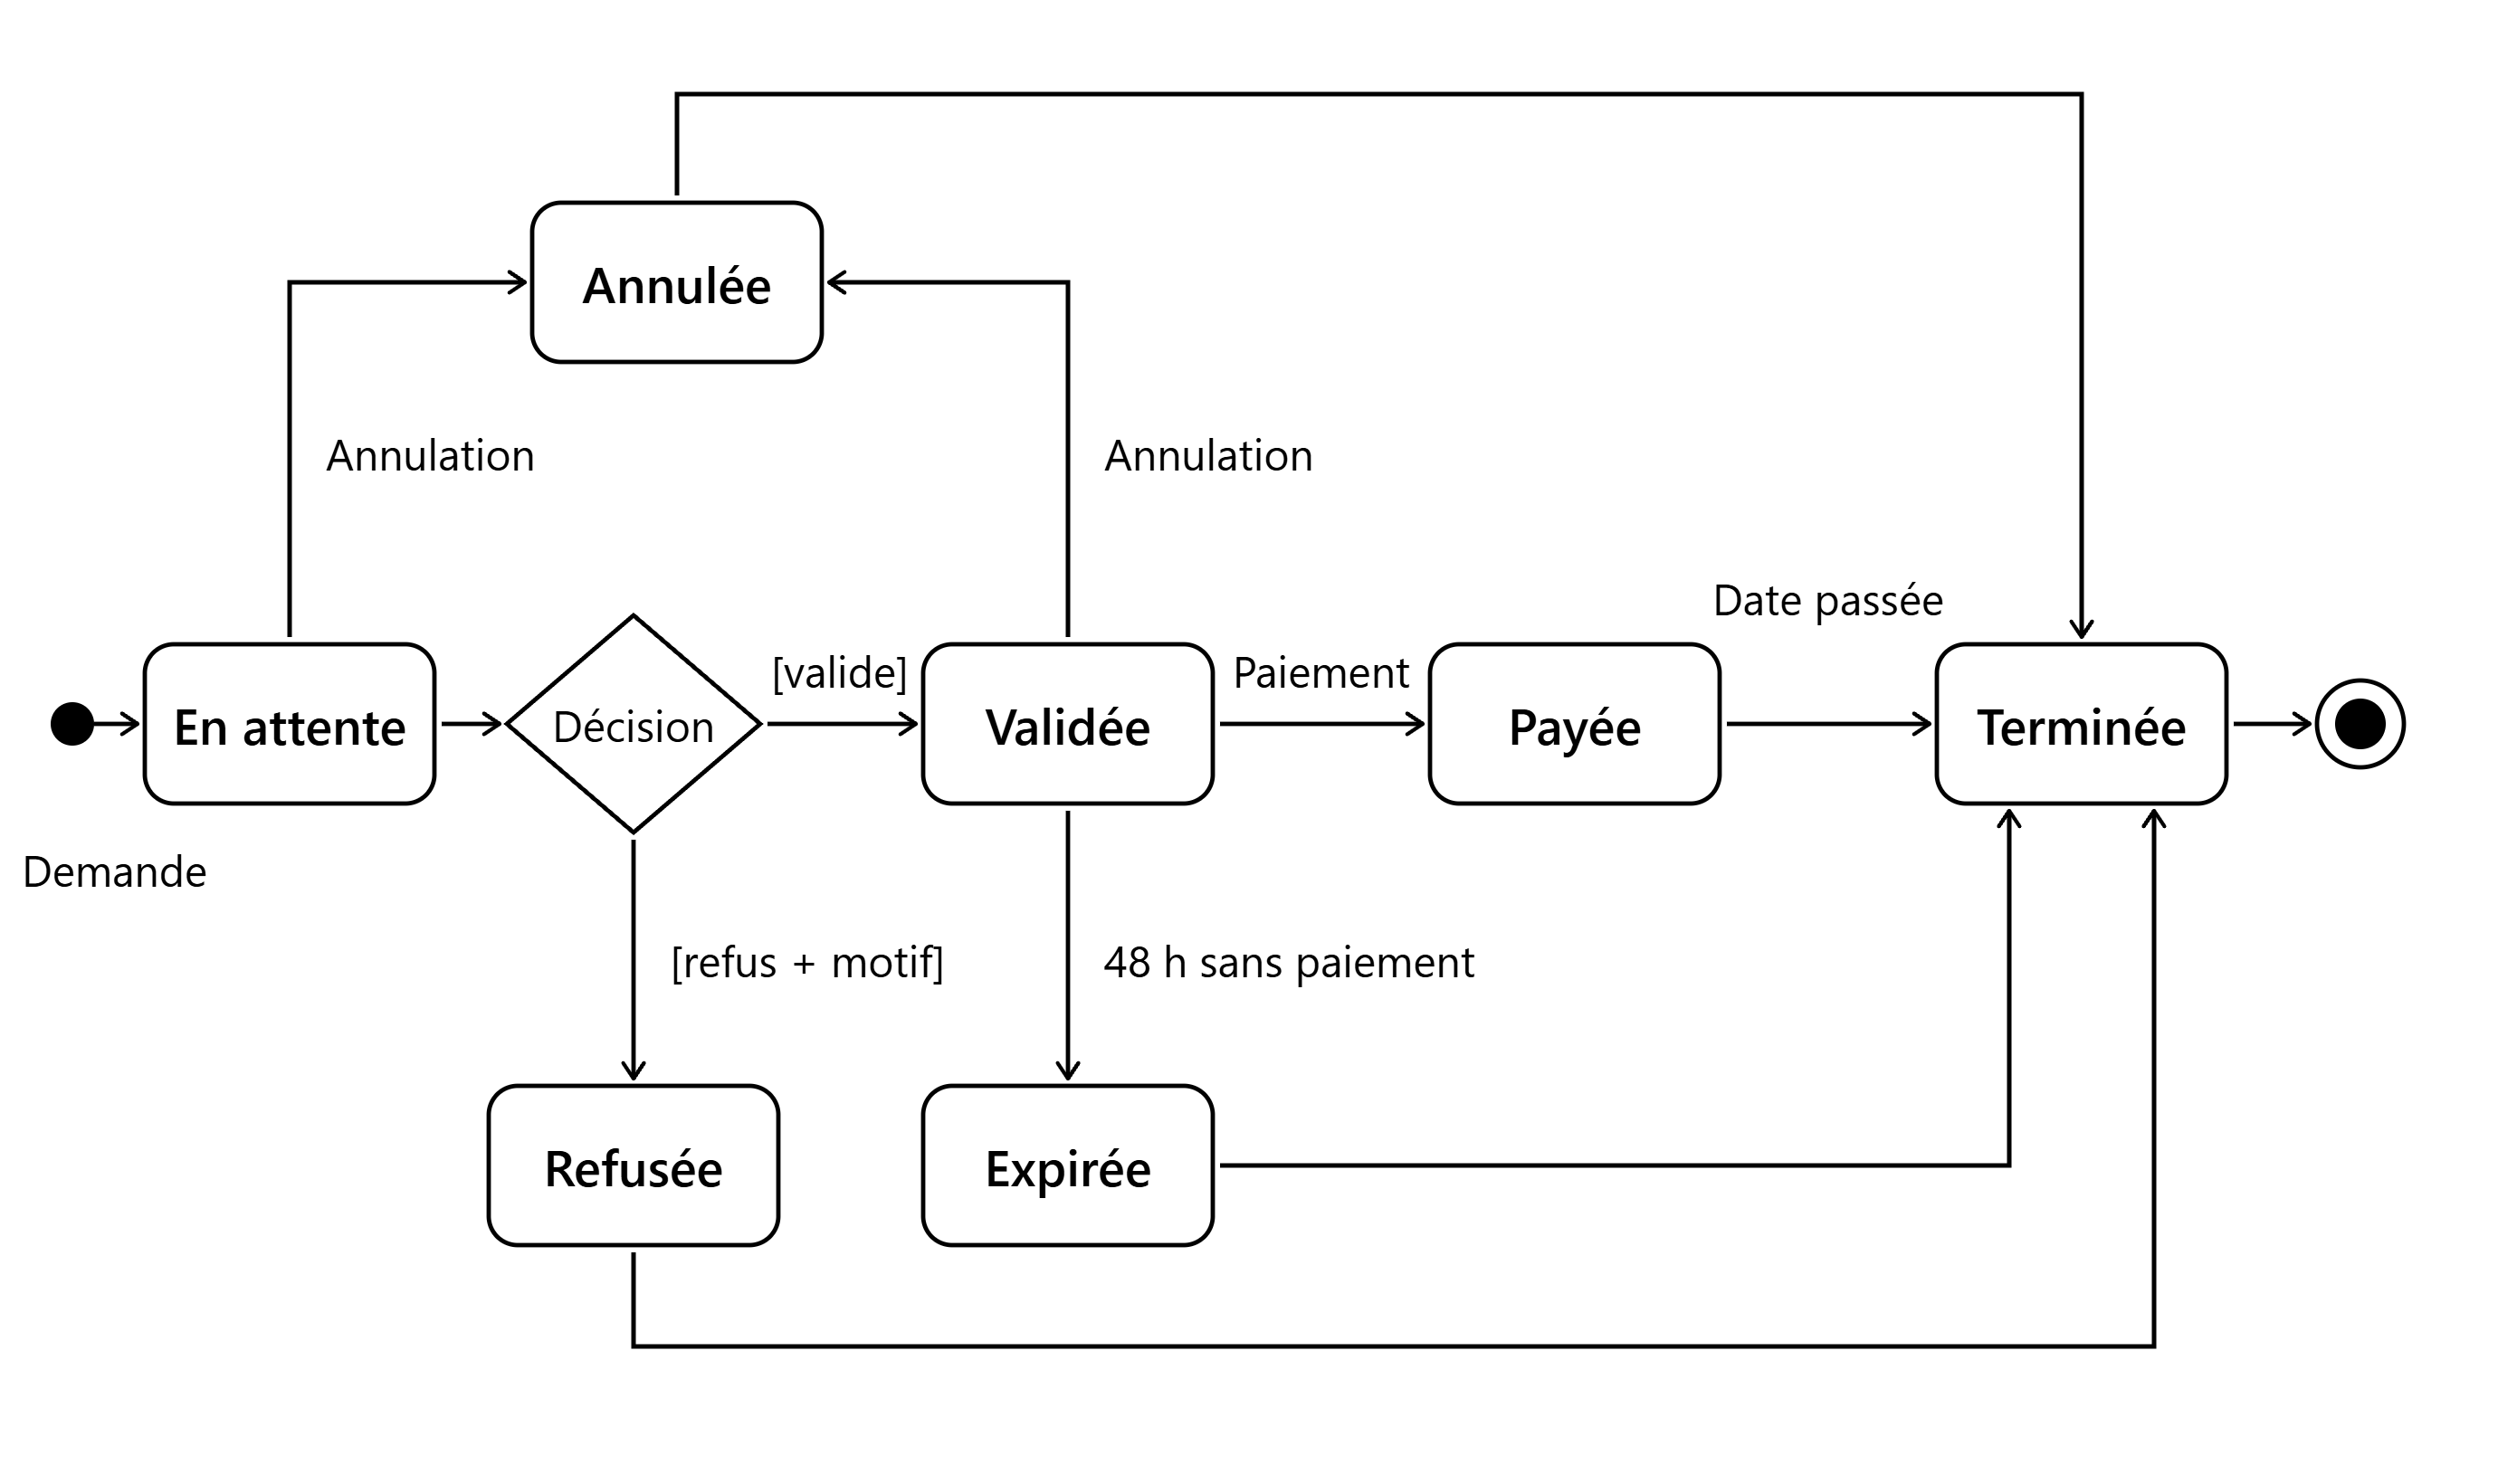 Annulée
Annulation
Annulation
Date passée
[valide]
Paiement
En attente
Décision
Validée
Payée
Terminée
Demande
[refus + motif]
48 h sans paiement
Refusée
Expirée